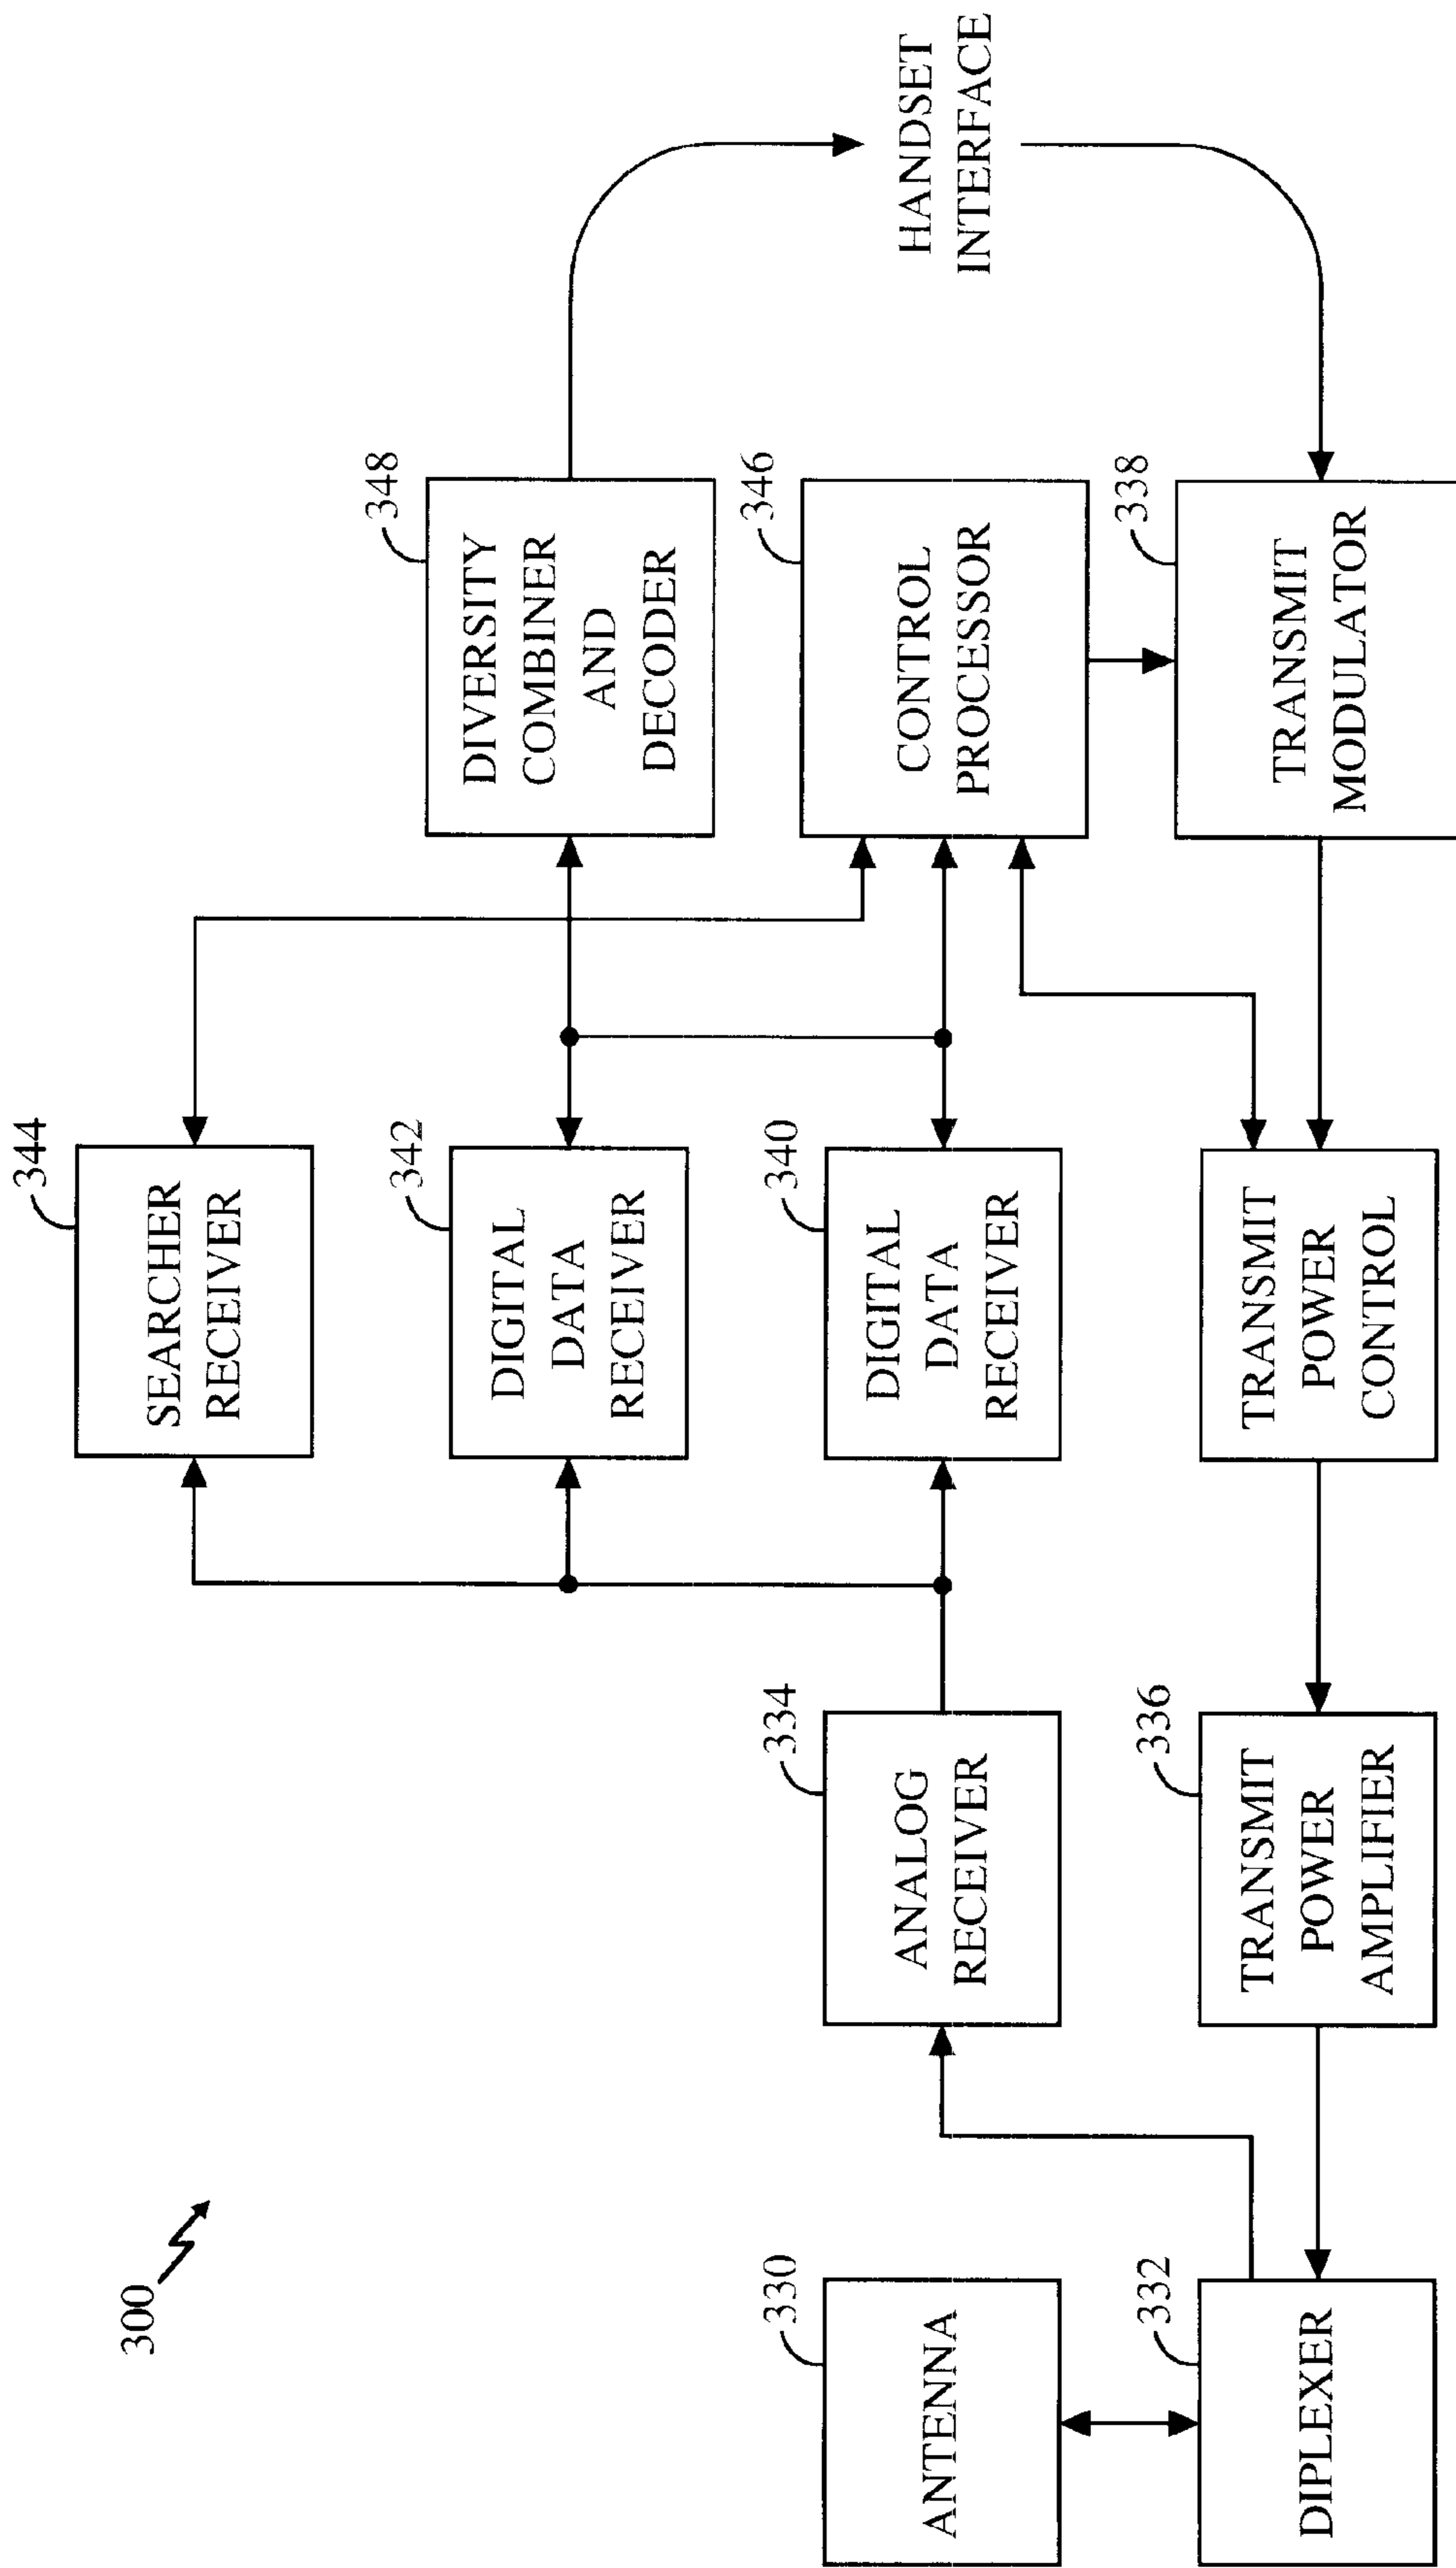 300
344
SEARCHER
RECEIVER
342
DIGITAL
DATA
RECEIVER
348
DIVERSITY
COMBINER
AND
DECODER
330
ANTENNA
334
ANALOG
RECEIVER
340
DIGITAL
DATA
RECEIVER
346
CONTROL
PROCESSOR
HANDSET
INTERFACE
332
DIPLEXER
336
TRANSMIT
POWER
AMPLIFIER
TRANSMIT
POWER
CONTROL
338
TRANSMIT
MODULATOR